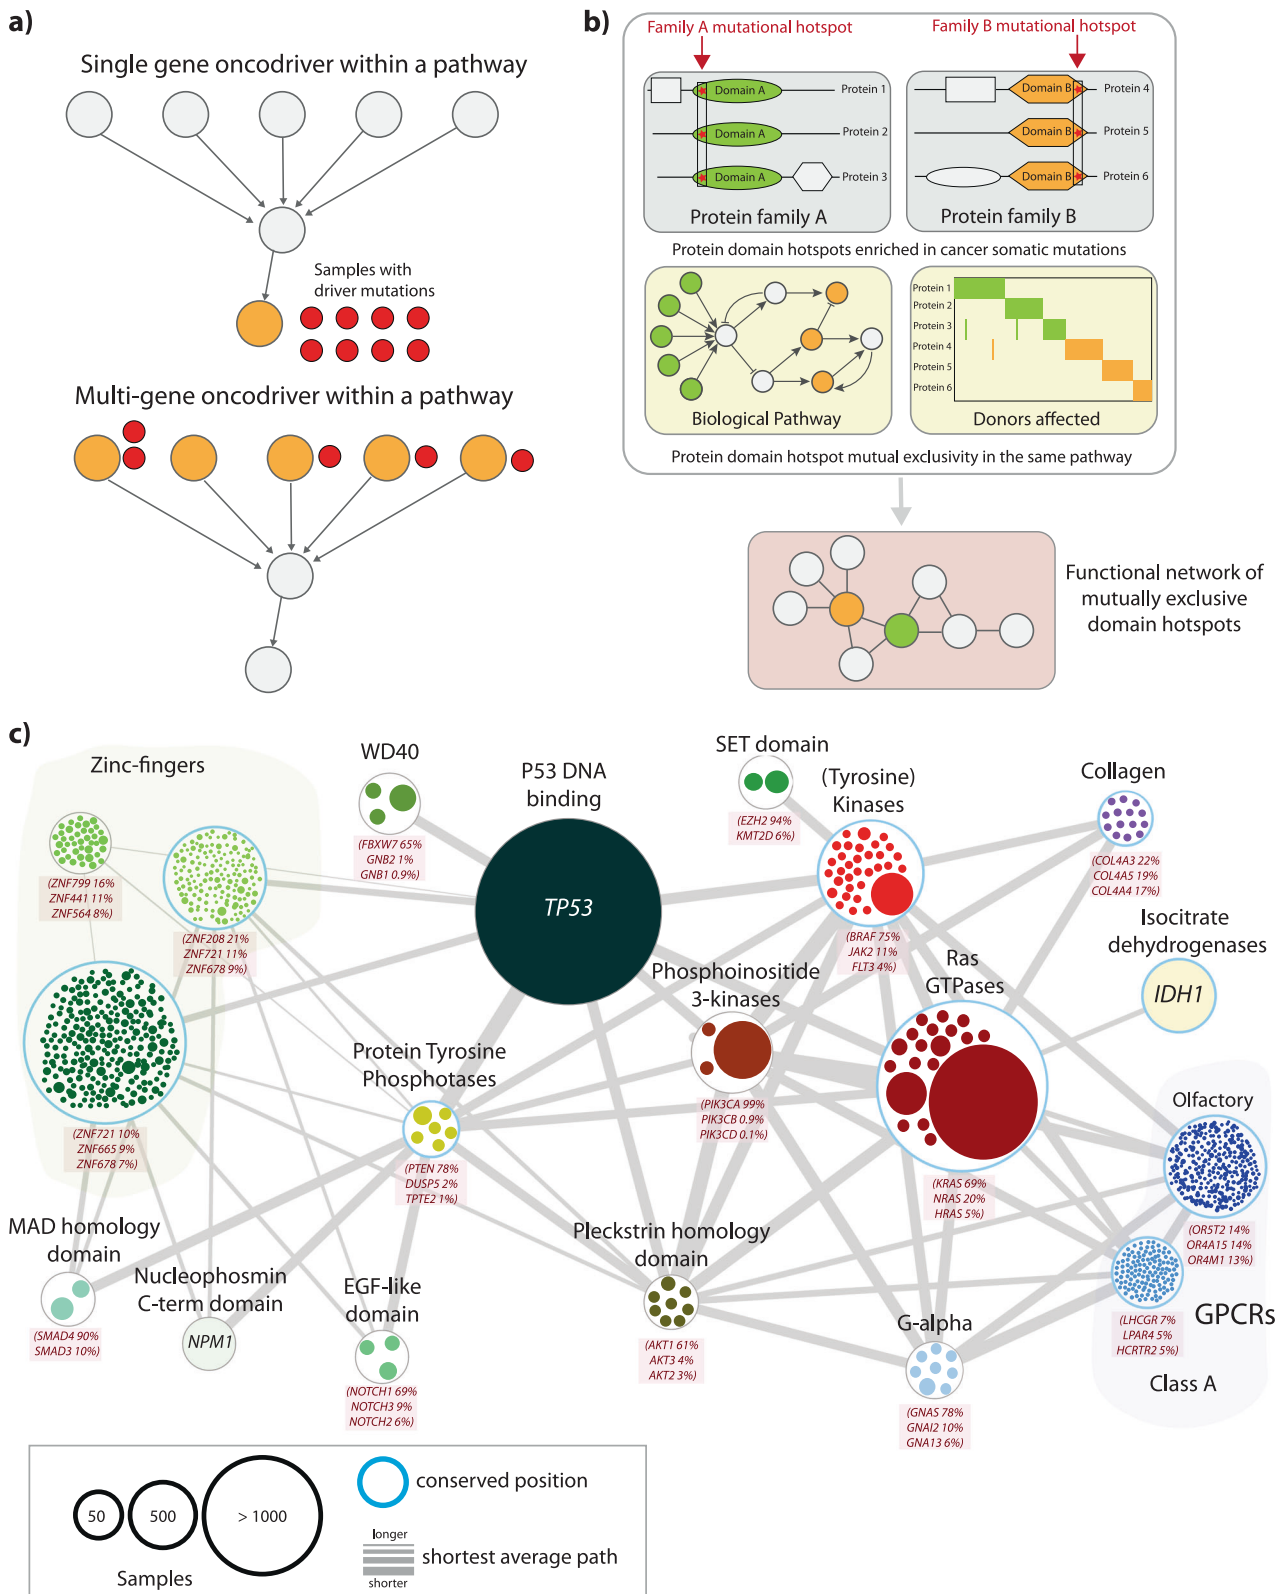 a)
Single gene oncodriver within a pathway
Samples with
driver mutations
Multi-gene oncodriver within a pathway
b)
Family A mutational hotspot
Family B mutational hotspot
Domain A
Protein 1
Domain A
Protein 2
Domain A
Protein 3
Protein family A
Domain B
Protein 4
Domain B
Protein 5
Domain B
Protein 6
Protein family B
Protein domain hotspots enriched in cancer somatic mutations
Biological Pathway
Protein 1
Protein 2
Protein 3
Protein 4
Protein 5
Protein 6
Donors affected
Protein domain hotspot mutual exclusivity in the same pathway
Functional network of
mutually exclusive
domain hotspots
c)
Zinc-fingers
(ZNF799 16%
ZNF441 11%
ZNF564 8%)
(ZNF208 21%
ZNF721 11%
ZNF678 9%)
(ZNF721 10%
ZNF665 9%
ZNF678 7%)
WD40
(FBXW7 65%
GNB2 1%
GNB1 0.9%)
P53 DNA
binding
TP53
SET domain
(EZH2 94%
KMT2D 6%)
(Tyrosine)
Kinases
(BRAF 75%
JAK2 11%
FLT3 4%)
Collagen
(COL4A3 22%
COL4A5 19%
COL4A4 17%)
Isocitrate
dehydrogenases
IDH1
Phosphoinositide
3-kinases
(PIK3CA 99%
PIK3CB 0.9%
PIK3CD 0.1%)
Ras
GTPases
(KRAS 69%
NRAS 20%
HRAS 5%)
Protein Tyrosine
Phosphotases
(PTEN 78%
DUSP5 2%
TPTE2 1%)
Olfactory
(OR5T2 14%
OR4A15 14%
OR4M1 13%)
GPCRs
(LHCGR 7%
LPAR4 5%
HCRTR2 5%)
Class A
MAD homology
domain
(SMAD4 90%
SMAD3 10%)
Nucleophosmin
C-term domain
NPM1
EGF-like
domain
(NOTCH1 69%
NOTCH3 9%
NOTCH2 6%)
Pleckstrin homology
domain
(AKT1 61%
AKT3 4%
AKT2 3%)
G-alpha
(GNAS 78%
GNAI2 10%
GNA13 6%)
50
500
> 1000
Samples
conserved position
longer
shortest average path
shorter